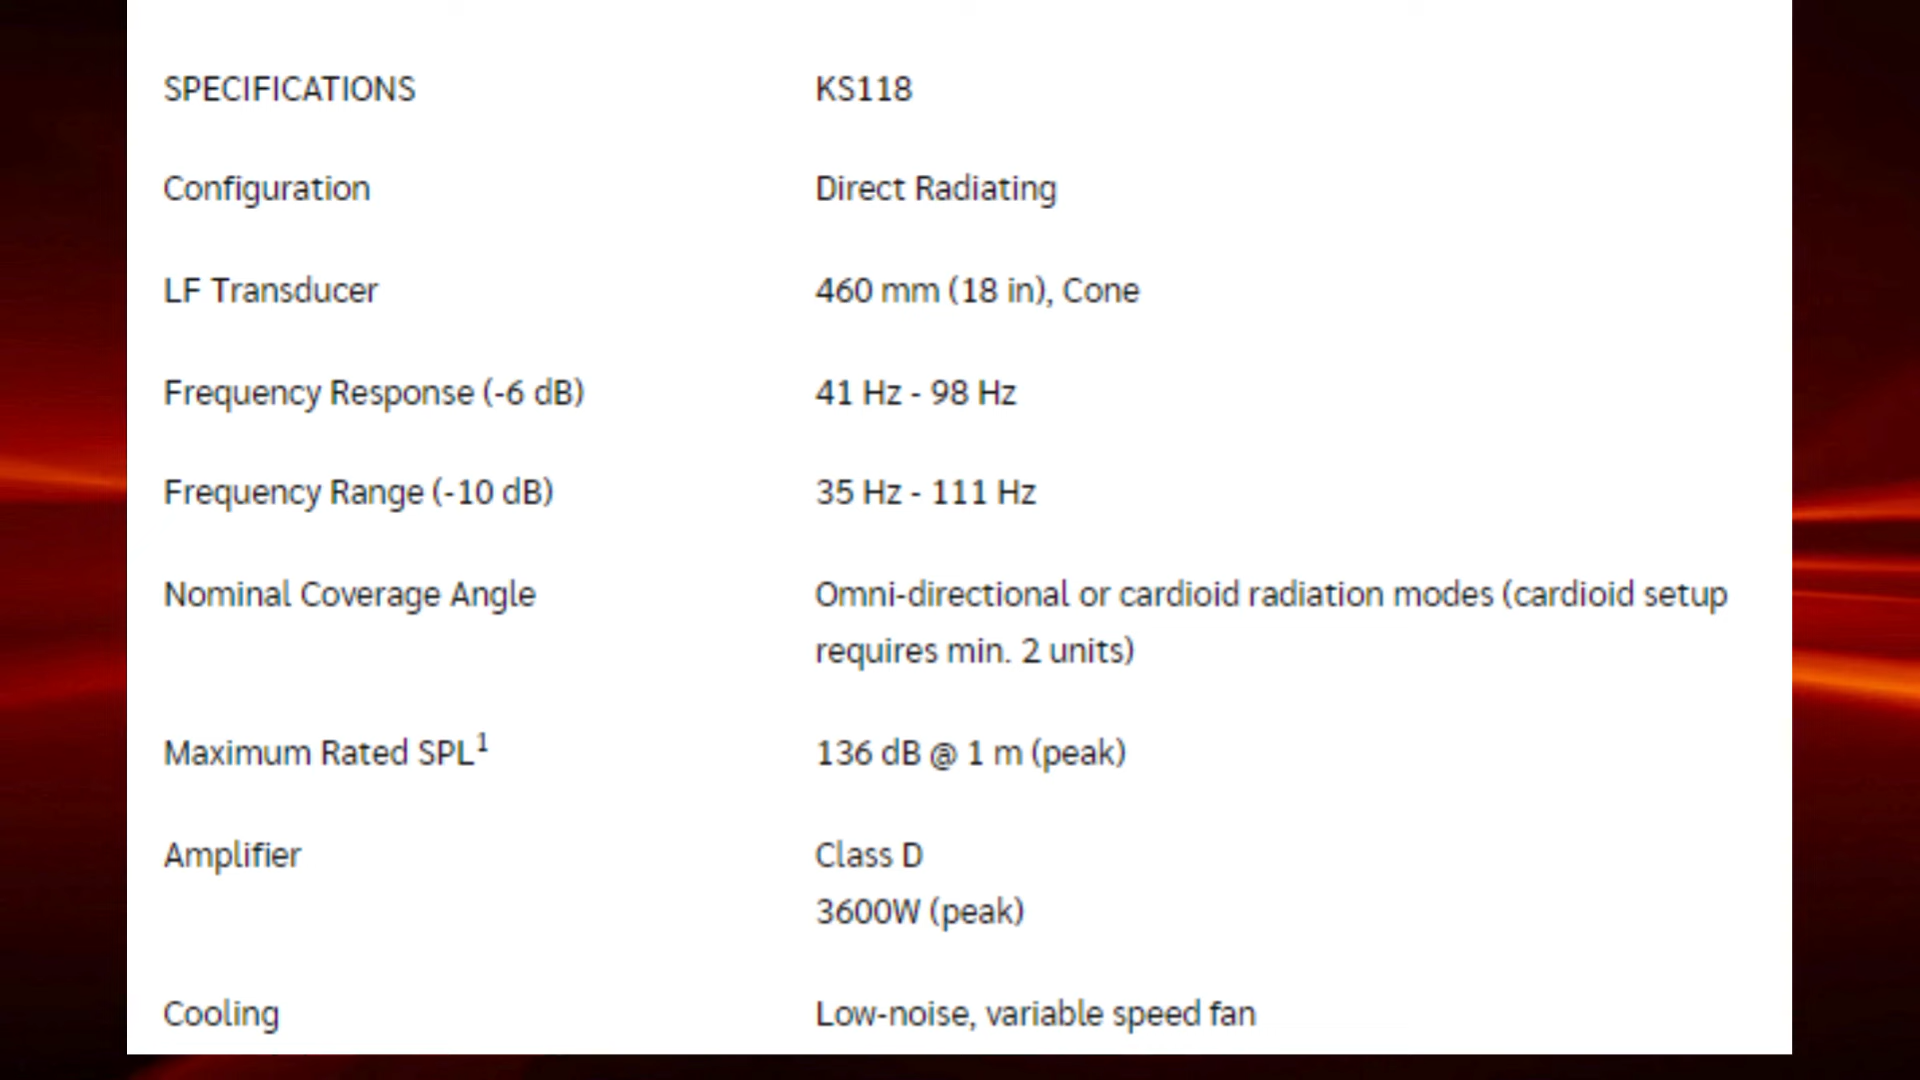 SPECIFICATIONS KS118
Configuration Direct Radiating
LF Transducer 460 mm (18 in), Cone
Frequency Response (-6 dB) 41 Hz - 98 Hz
Frequency Range (-10 dB) 35 Hz - 111 Hz
Nominal Coverage Angle Omni-directional or cardioid radiation modes (cardioid setup
requires min. 2 units)
Maximum Rated SPL¹ 136 dB @ 1 m (peak)
Amplifier Class D
3600W (peak)
Cooling Low-noise, variable speed fan